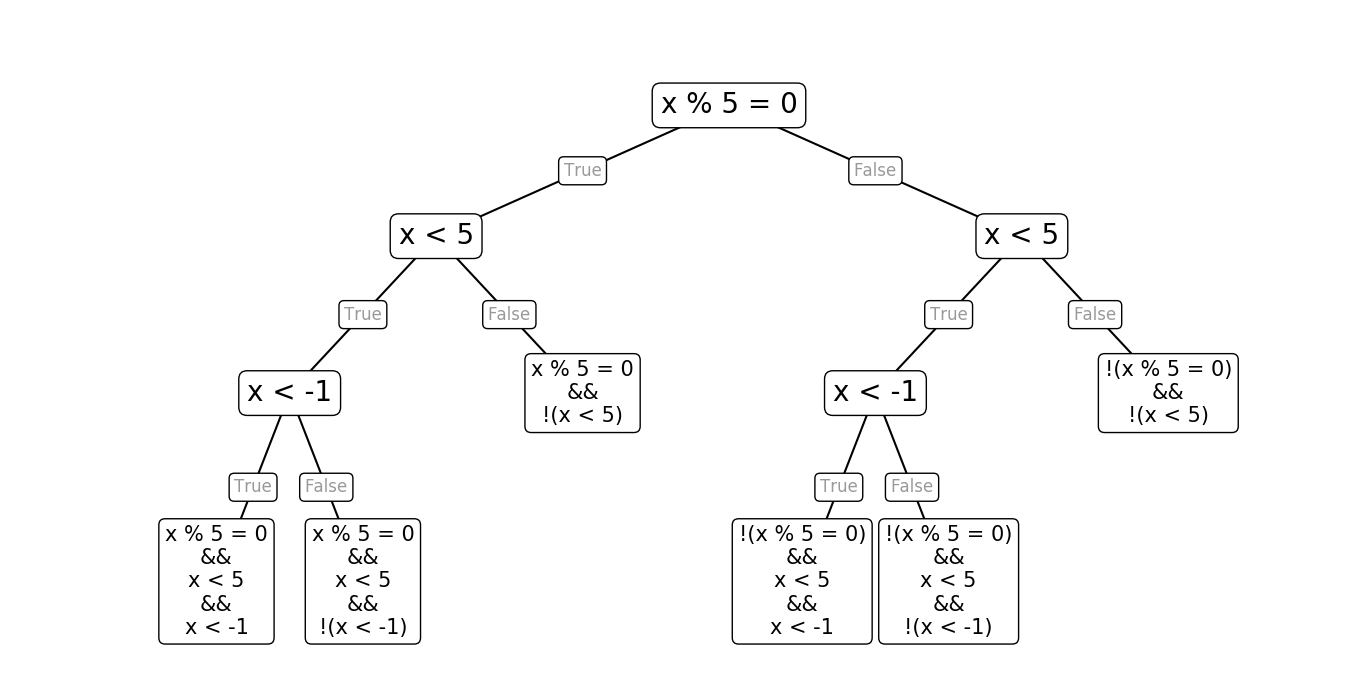 x % 5 = 0
True
False
x < 5
x < 5
True
False
True
False
x < -1
x % 5 = 0
&&
!(x < 5)
x < -1
!(x % 5 = 0)
&&
!(x < 5)
True
False
True
False
x % 5 = 0
&&
x < 5
&&
x < -1
x % 5 = 0
&&
x < 5
&&
!(x < -1)
!(x % 5 = 0)
&&
x < 5
&&
x < -1
!(x % 5 = 0)
&&
x < 5
&&
!(x < -1)